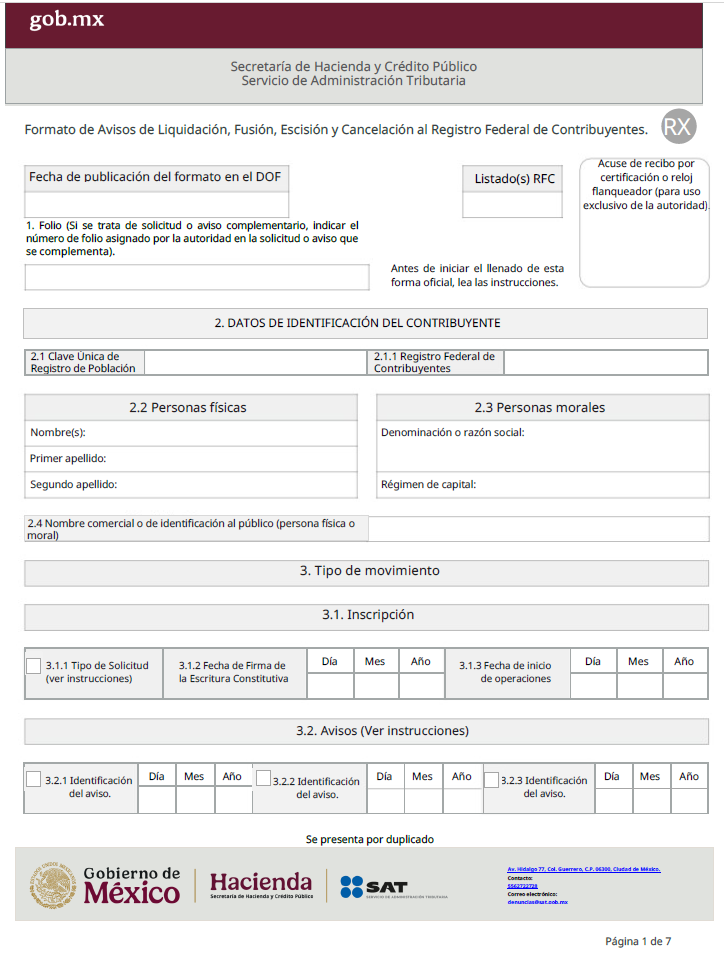 gob.mx
Secretaría de Hacienda y Crédito Público
Servicio de Administración Tributaria
Formato de Avisos de Liquidación, Fusión, Escisión y Cancelación al Registro Federal de Contribuyentes.
RX
Fecha de publicación del formato en el DOF
Listado(s) RFC
Acuse de recibo por
certificación o reloj
flanqueador (para uso
exclusivo de la autoridad).
1. Folio (Si se trata de solicitud o aviso complementario, indicar el
número de folio asignado por la autoridad en la solicitud o aviso que
se complementa).
Antes de iniciar el llenado de esta
forma oficial, lea las instrucciones.
2. DATOS DE IDENTIFICACIÓN DEL CONTRIBUYENTE
2.1 Clave Única de
Registro de Población
2.1.1 Registro Federal de
Contribuyentes
2.2 Personas físicas
Nombre(s):
Primer apellido:
Segundo apellido:
2.3 Personas morales
Denominación o razón social:
Régimen de capital:
2.4 Nombre comercial o de identificación al público (persona física o
moral)
3. Tipo de movimiento
3.1. Inscripción
3.1.1 Tipo de Solicitud
(ver instrucciones)
3.1.2 Fecha de Firma de
la Escritura Constitutiva
Día Mes Año
3.1.3 Fecha de inicio
de operaciones
Día Mes Año
3.2. Avisos (Ver instrucciones)
3.2.1 Identificación
del aviso.
Día Mes Año
3.2.2 Identificación
del aviso.
Día Mes Año
3.2.3 Identificación
del aviso.
Día Mes Año
Se presenta por duplicado
Gobierno de
México
Hacienda
Secretaría de Hacienda y Crédito Público
SAT
SERVICIO DE ADMINISTRACIÓN TRIBUTARIA
Av. Hidalgo 77, Col. Guerrero, C.P. 06300, Ciudad de México.
Contacto:
5562722728
Correo electrónico:
denuncias@sat.gob.mx
Página 1 de 7